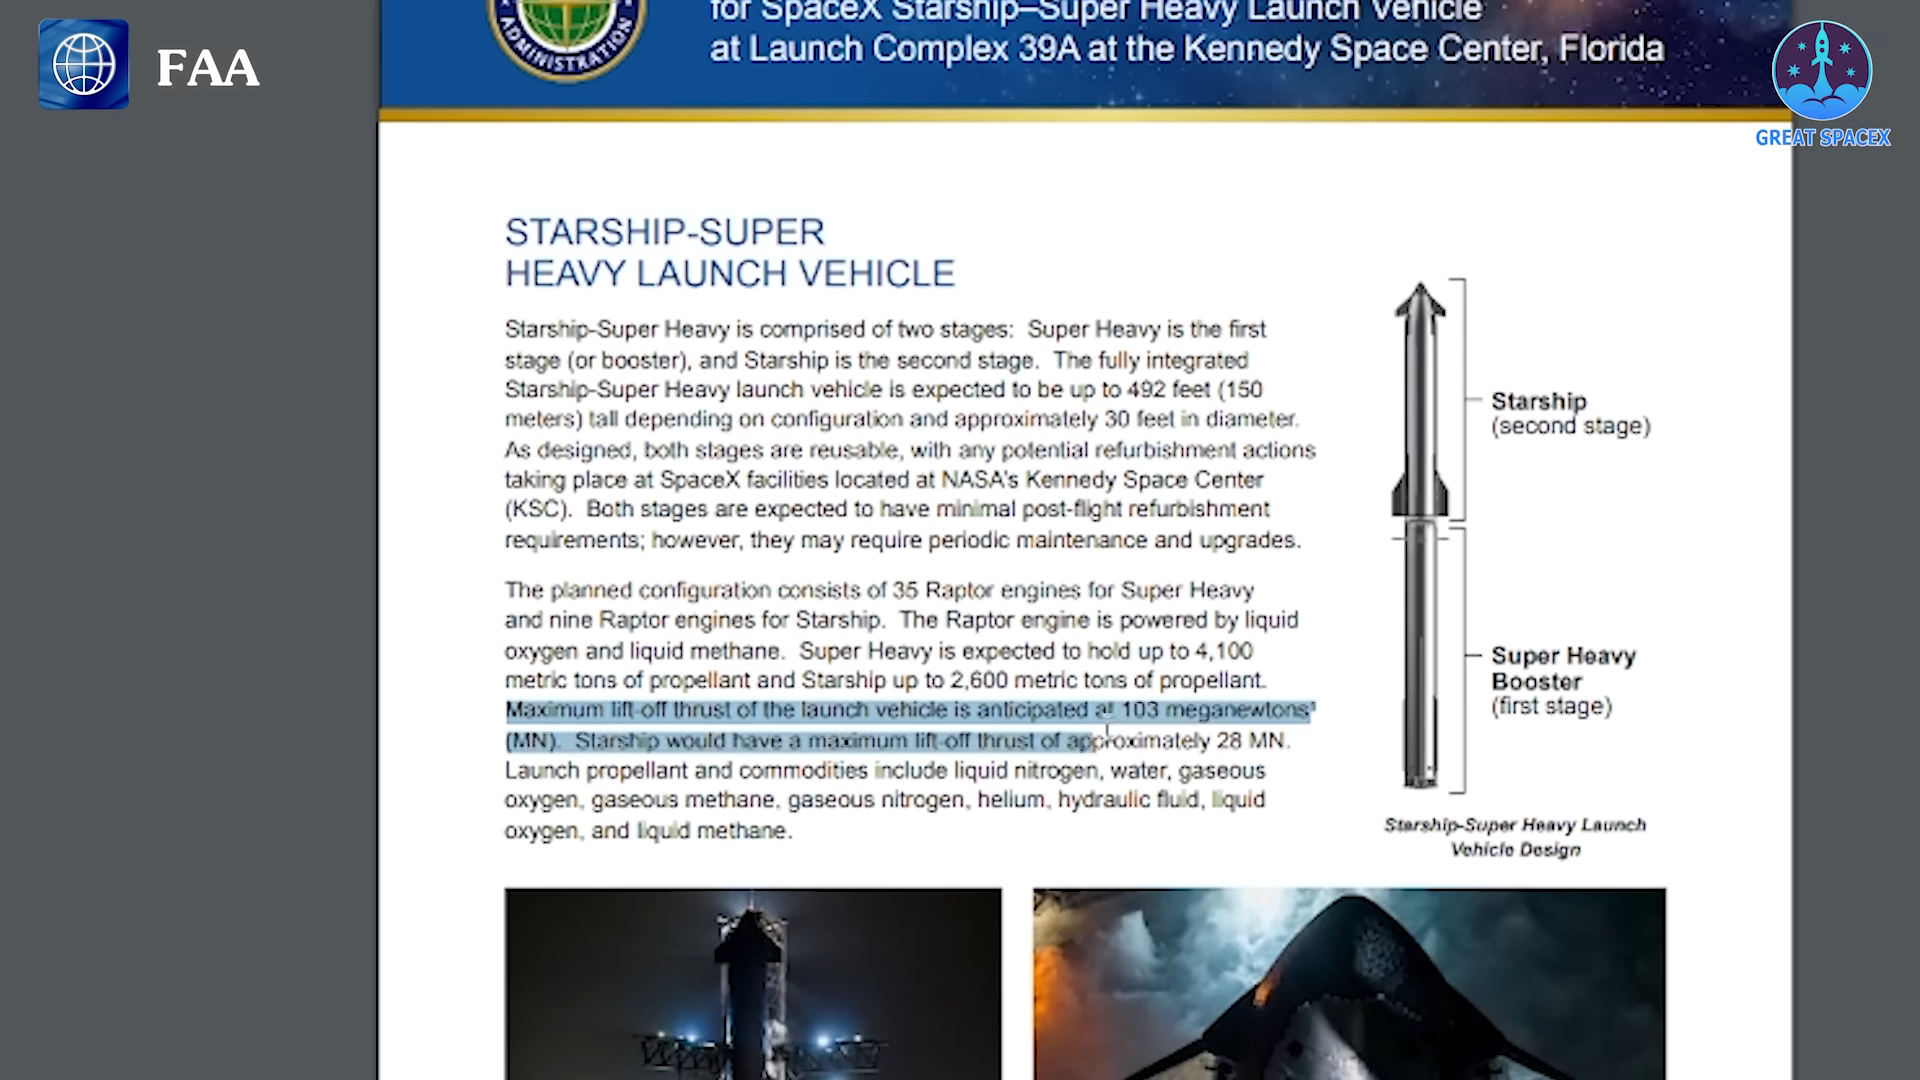 FAA
ADMINISTRATION
for SpaceX Starship–Super Heavy Launch Vehicle
at Launch Complex 39A at the Kennedy Space Center, Florida
GREAT SPACEX
STARSHIP-SUPER
HEAVY LAUNCH VEHICLE
Starship-Super Heavy is comprised of two stages: Super Heavy is the first
stage (or booster), and Starship is the second stage. The fully integrated
Starship-Super Heavy launch vehicle is expected to be up to 492 feet (150
meters) tall depending on configuration and approximately 30 feet in diameter.
As designed, both stages are reusable, with any potential refurbishment actions
taking place at SpaceX facilities located at NASA's Kennedy Space Center
(KSC). Both stages are expected to have minimal post-flight refurbishment
requirements; however, they may require periodic maintenance and upgrades.
The planned configuration consists of 35 Raptor engines for Super Heavy
and nine Raptor engines for Starship. The Raptor engine is powered by liquid
oxygen and liquid methane. Super Heavy is expected to hold up to 4,100
metric tons of propellant and Starship up to 2,600 metric tons of propellant.
Maximum lift-off thrust of the launch vehicle is anticipated at 103 meganewtons¹
(MN). Starship would have a maximum lift-off thrust of approximately 28 MN.
Launch propellant and commodities include liquid nitrogen, water, gaseous
oxygen, gaseous methane, gaseous nitrogen, helium, hydraulic fluid, liquid
oxygen, and liquid methane.
Starship
(second stage)
Super Heavy
Booster
(first stage)
Starship-Super Heavy Launch
Vehicle Design